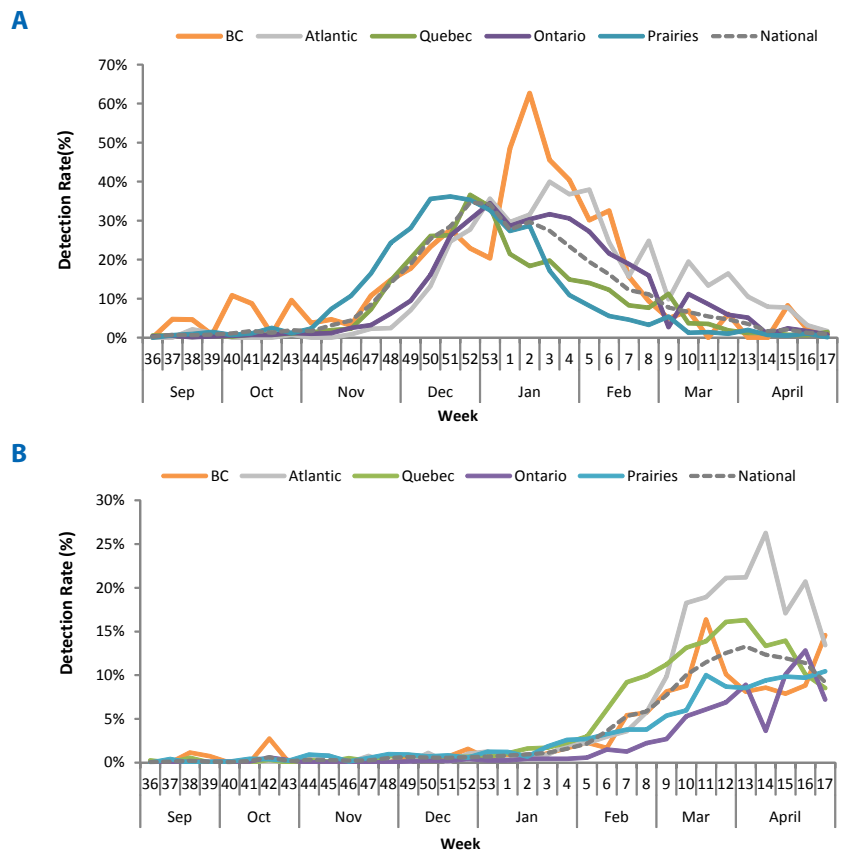 A
BC Atlantic Quebec Ontario Prairies National
70%
60%
50%
40%
30%
20%
10%
0%
Detection Rate(%)
36 37 38 39 40 41 42 43 44 45 46 47 48 49 50 51 52 53 1 2 3 4 5 6 7 8 9 10 11 12 13 14 15 16 17
Sep Oct Nov Dec Jan Feb Mar April
Week
B
BC Atlantic Quebec Ontario Prairies National
30%
25%
20%
15%
10%
5%
0%
Detection Rate (%)
36 37 38 39 40 41 42 43 44 45 46 47 48 49 50 51 52 53 1 2 3 4 5 6 7 8 9 10 11 12 13 14 15 16 17
Sep Oct Nov Dec Jan Feb Mar April
Week